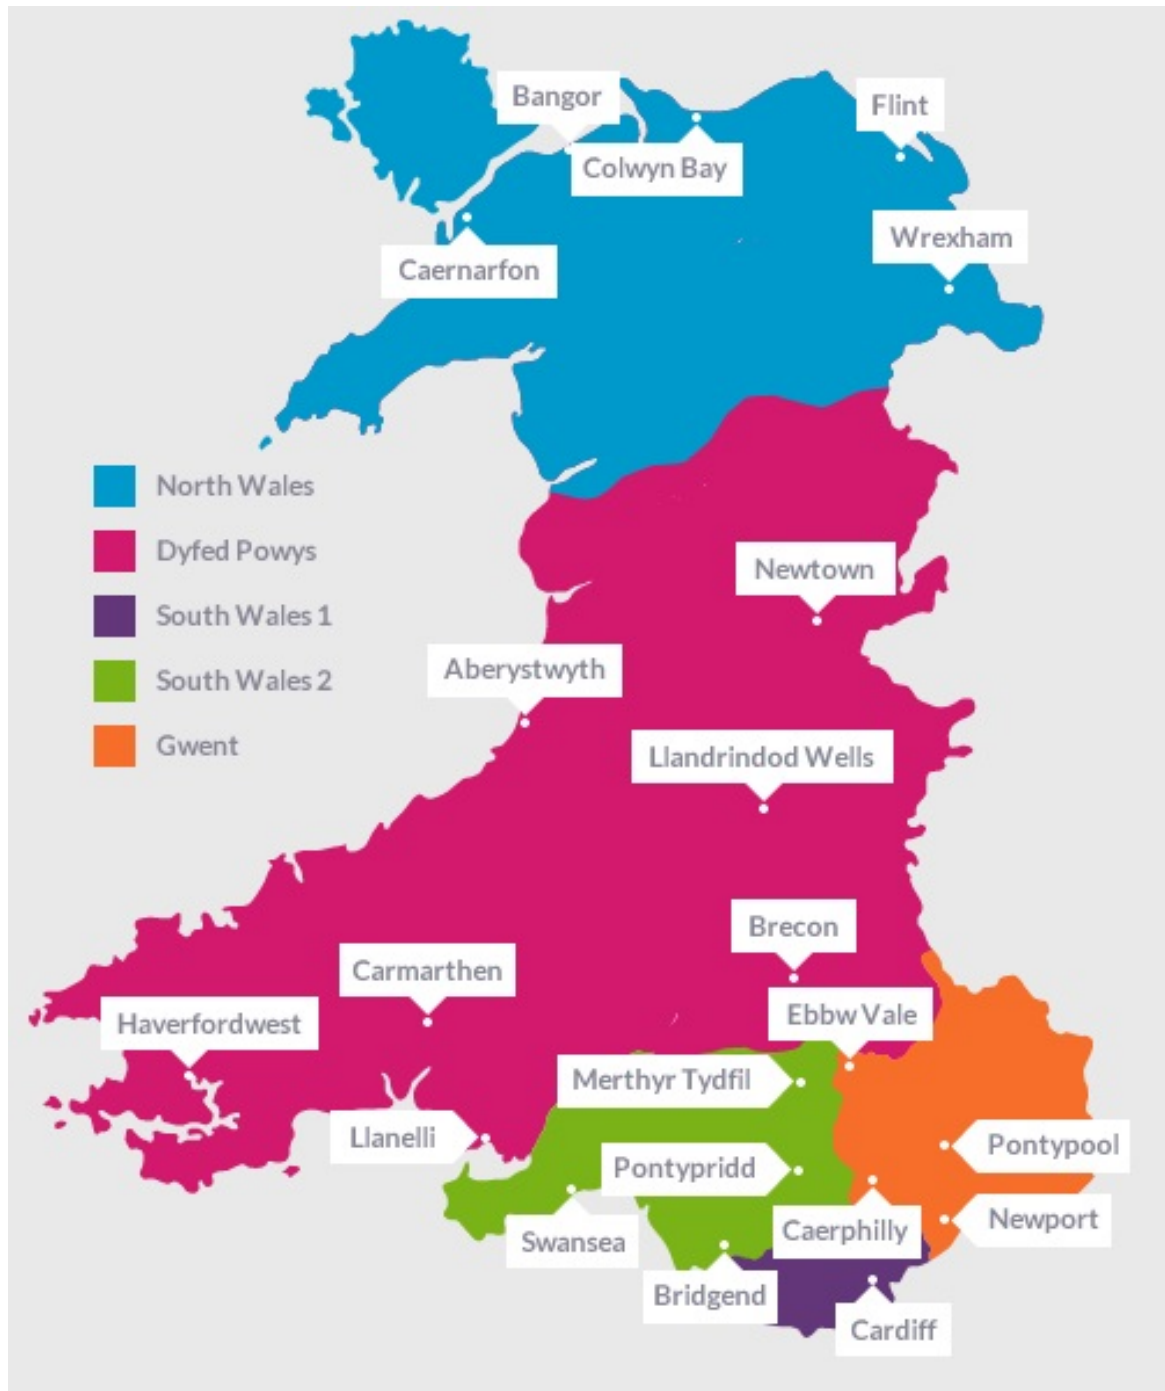 Bangor
Flint
Colwyn Bay
Wrexham
Caernarfon
North Wales
Dyfed Powys
South Wales 1
South Wales 2
Gwent
Newtown
Aberystwyth
Llandrindod Wells
Brecon
Carmarthen
Ebbw Vale
Haverfordwest
Merthyr Tydfil
Llanelli
Pontypool
Pontypridd
Newport
Caerphilly
Swansea
Bridgend
Cardiff